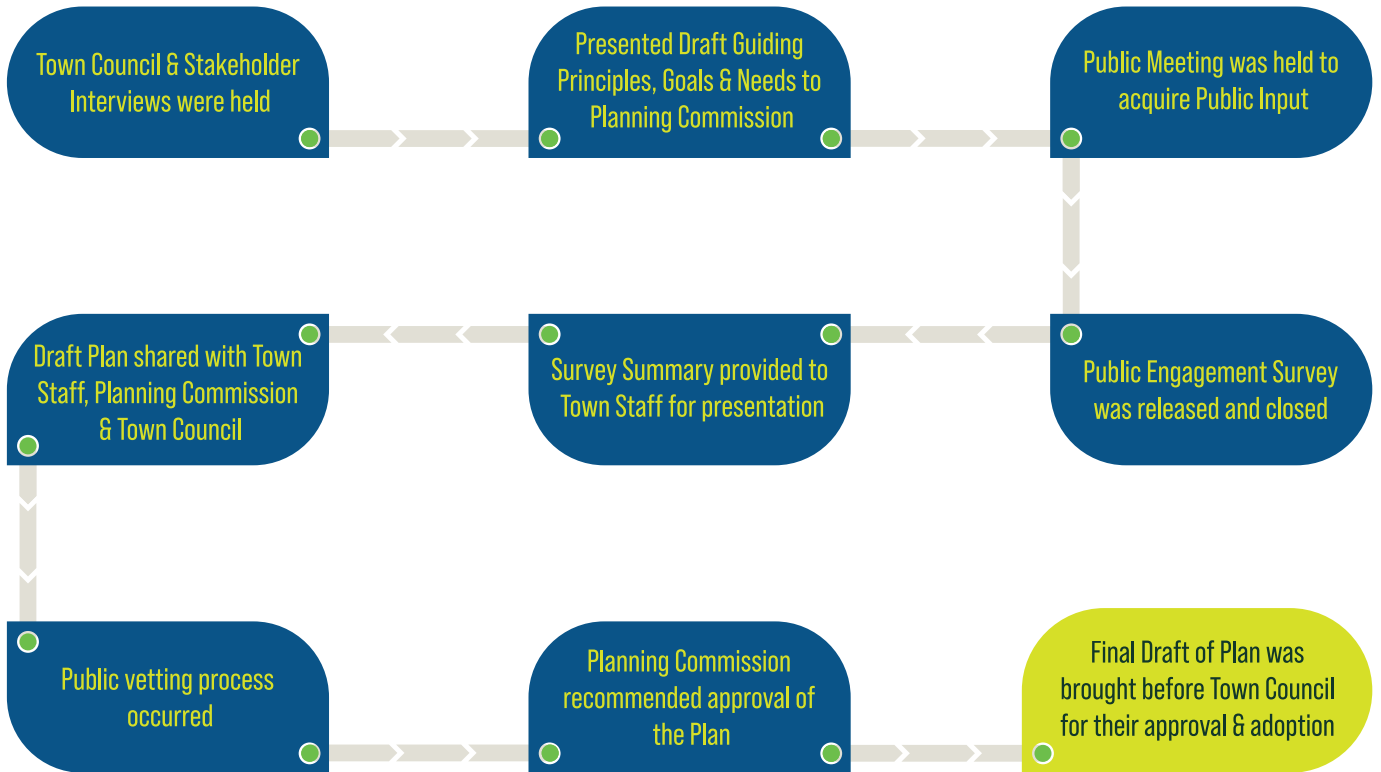 Town Council & Stakeholder
Interviews were held
Presented Draft Guiding
Principles, Goals & Needs to
Planning Commission
Public Meeting was held to
acquire Public Input
Public Engagement Survey
was released and closed
Survey Summary provided to
Town Staff for presentation
Draft Plan shared with Town
Staff, Planning Commission
& Town Council
Public vetting process
occurred
Planning Commission
recommended approval of
the Plan
Final Draft of Plan was
brought before Town Council
for their approval & adoption